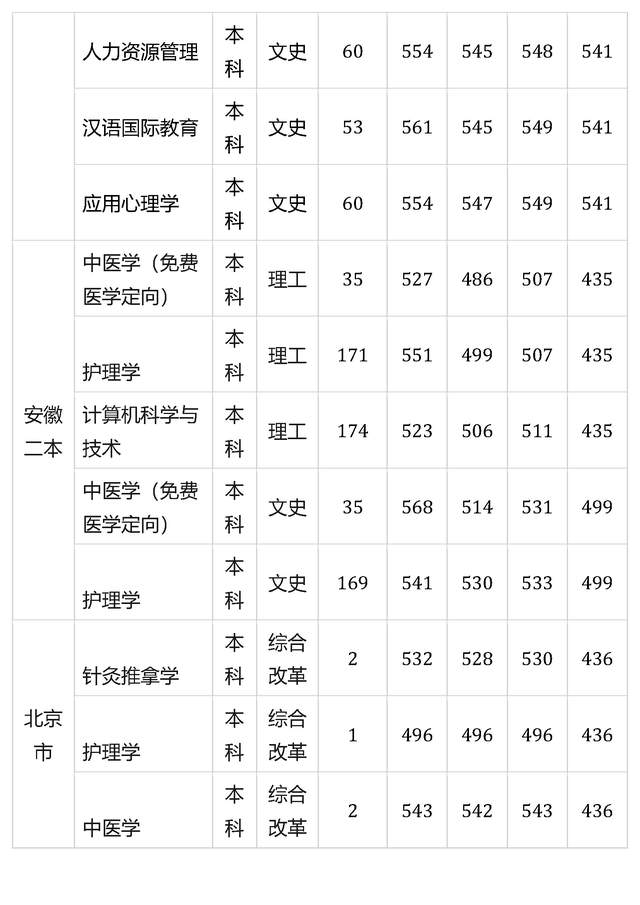 人力资源管理 本科 文史 60 554 545 548 541
汉语国际教育 本科 文史 53 561 545 549 541
应用心理学 本科 文史 60 554 547 549 541
安徽二本 中医学（免费医学定向） 本科 理工 35 527 486 507 435
护理学 本科 理工 171 551 499 507 435
计算机科学与技术 本科 理工 174 523 506 511 435
中医学（免费医学定向） 本科 文史 35 568 514 531 499
护理学 本科 文史 169 541 530 533 499
北京市 针灸推拿学 本科 综合改革 2 532 528 530 436
护理学 本科 综合改革 1 496 496 496 436
中医学 本科 综合改革 2 543 542 543 436